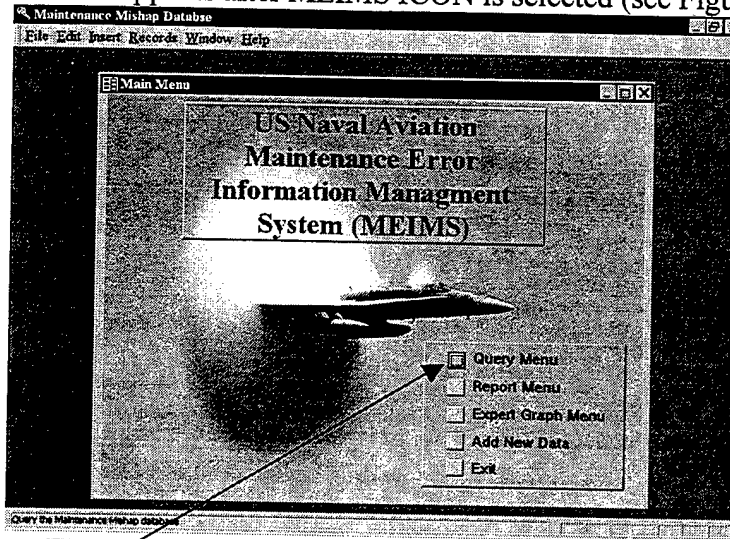 after MEIMS ICON is selected (see Figu
Maintenance Mishap Databse
File Edit Insert Records Window Help
Main Menu
US Naval Aviation
Maintenance Error
Information Managment
System (MEIMS)
Query Menu
Report Menu
Expert Graph Menu
Add New Data
Exit
Query the Maintenance Mishap database